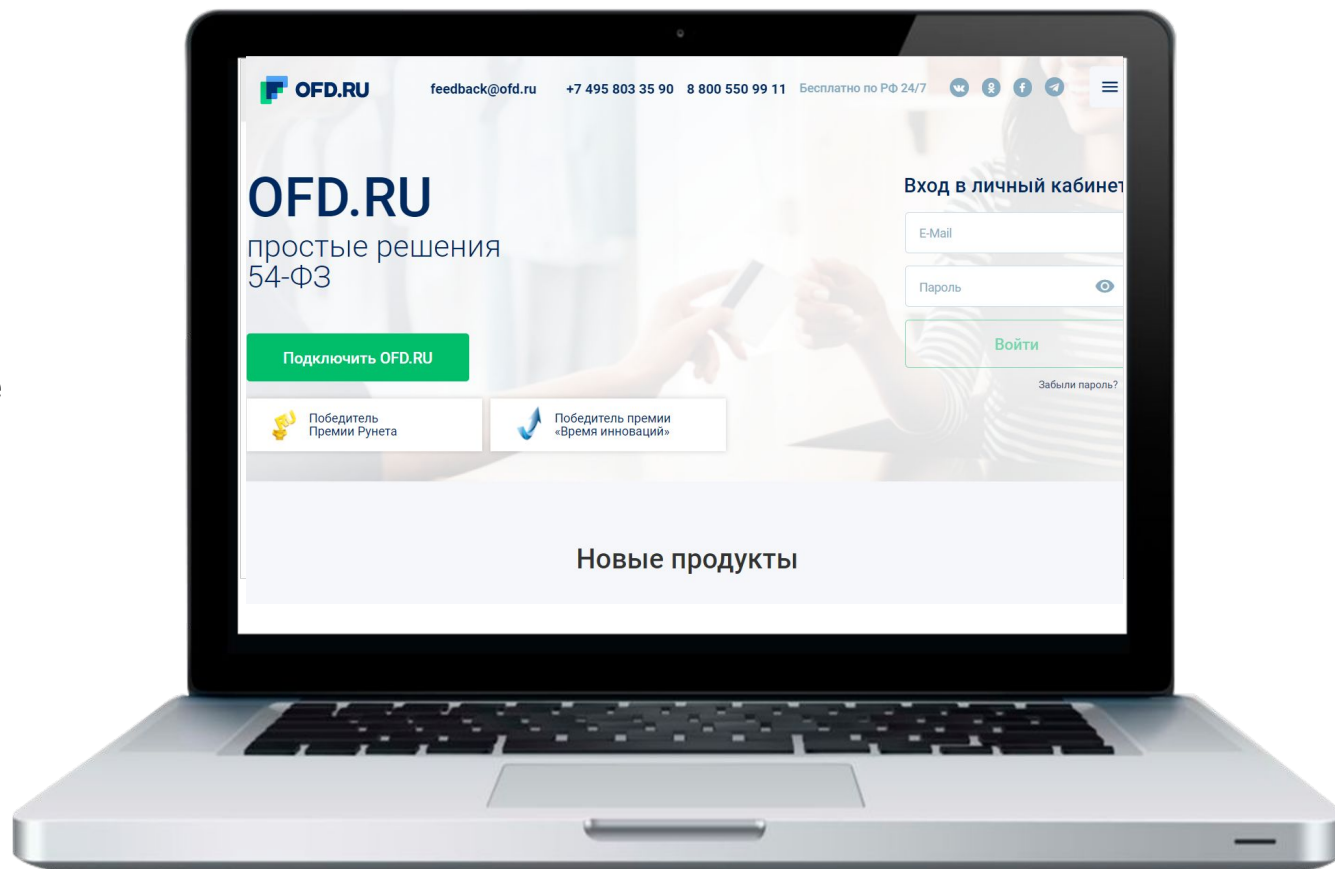 OFD.RU
feedback@ofd.ru +7 495 803 35 90 8 800 550 99 11 Бесплатно по РФ 24/7
OFD.RU
простые решения
54-ФЗ
Подключить OFD.RU
Победитель
Премии Рунета
Победитель премии
«Время инноваций»
Вход в личный кабинет
E-Mail
Пароль
Войти
Забыли пароль?
Новые продукты